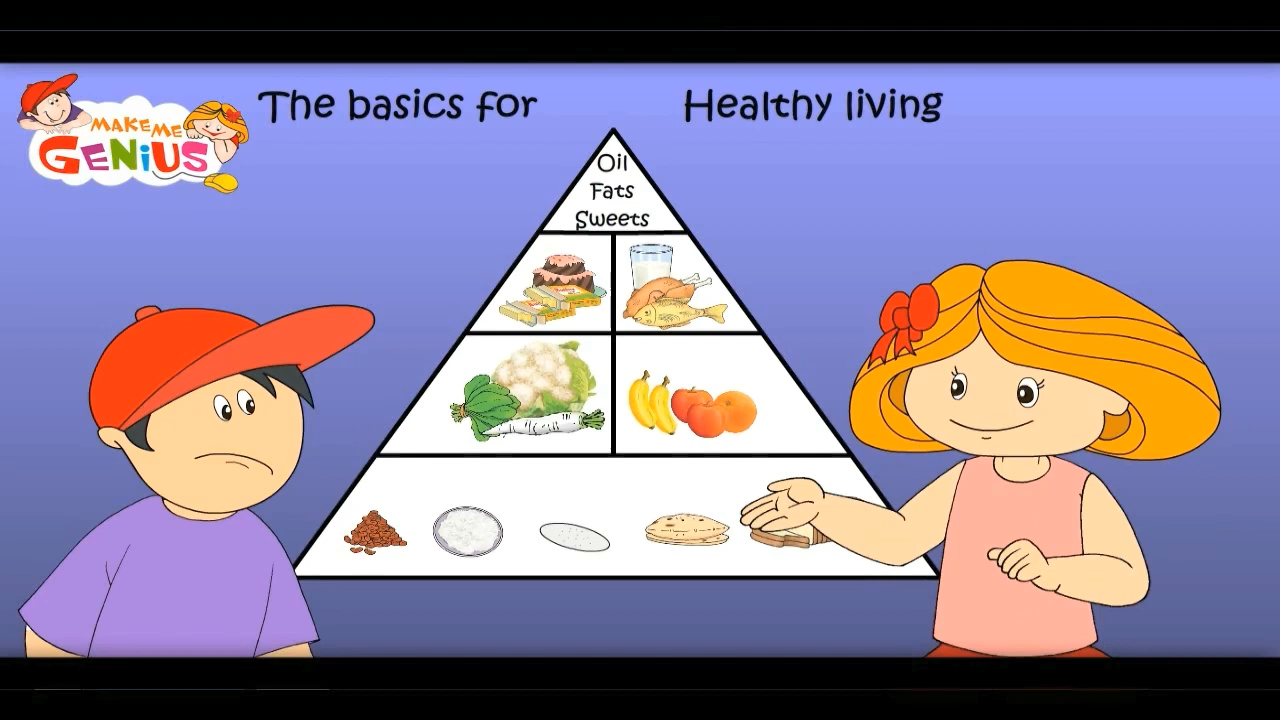 The basics for Healthy living
MAKE ME
GENiUS
Oil
Fats
Sweets